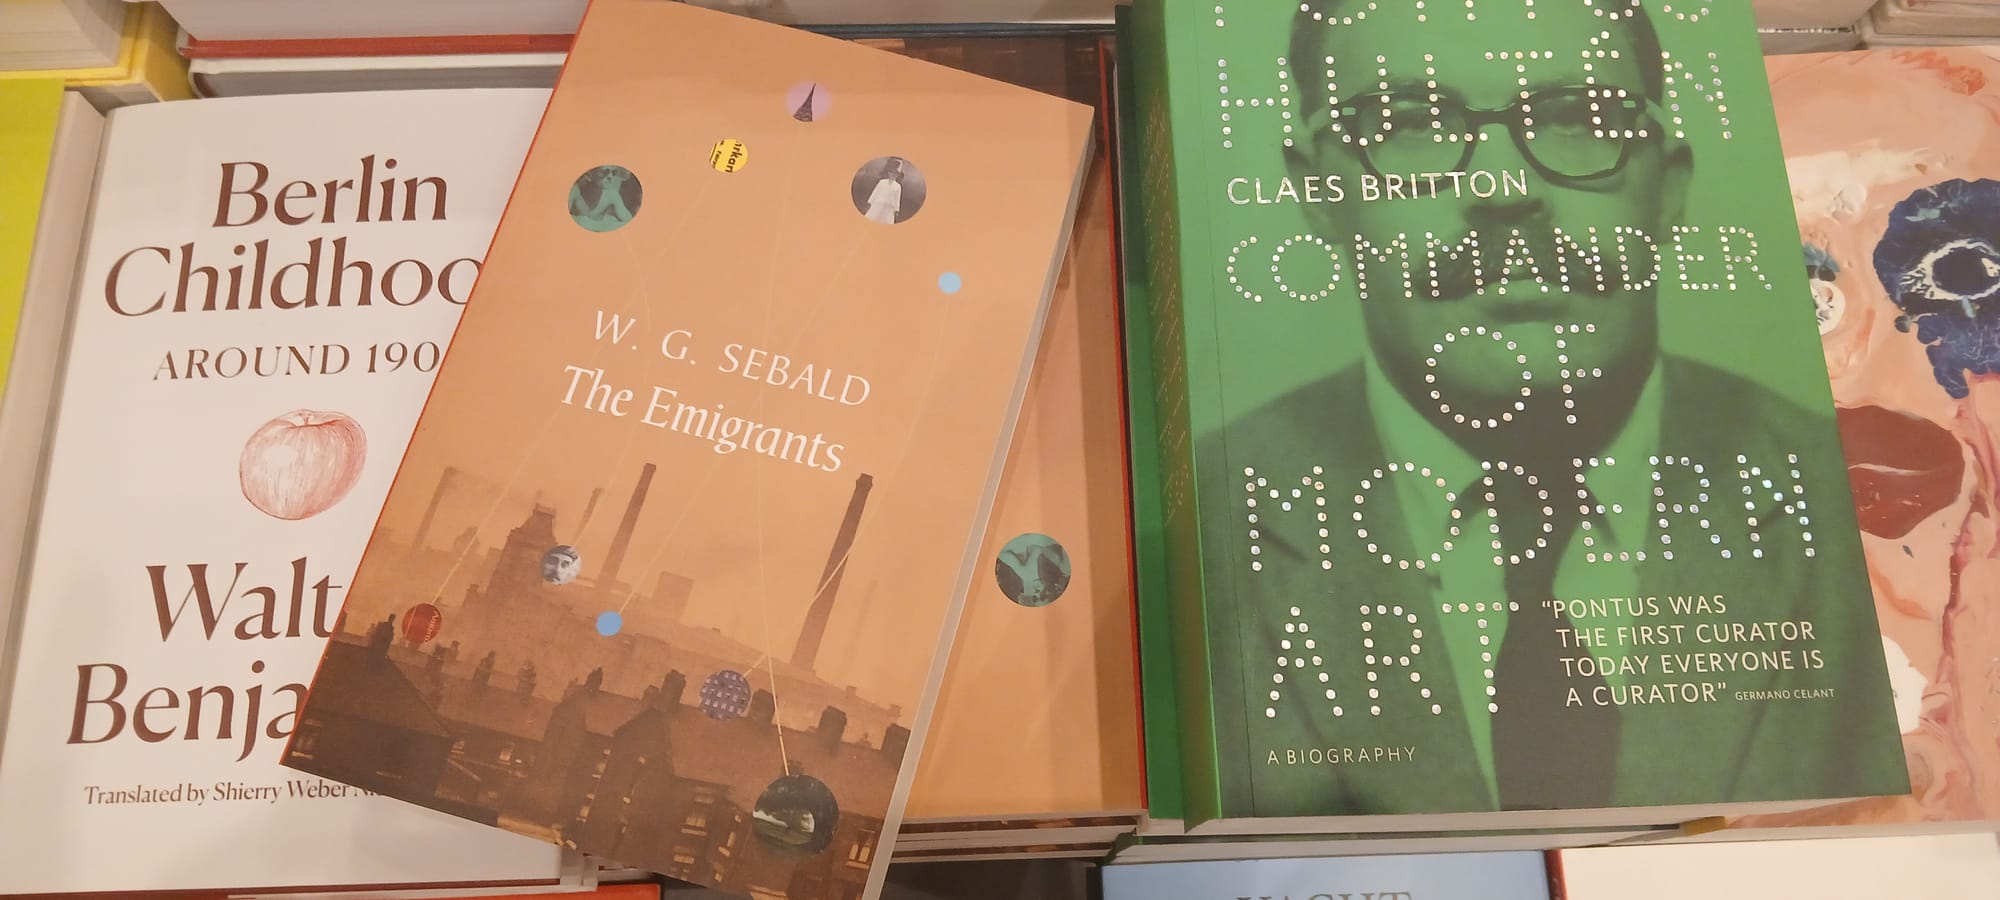 Berlin
Childhoo
AROUND 190
Walt
Benja
Translated by Shierry Weber
W. G. SEBALD
The Emigrants
HULTÉN
CLAES BRITTON
COMMANDER
OF
MODERN
ART
"PONTUS WAS
THE FIRST CURATOR
TODAY EVERYONE IS
A CURATOR" GERMANO CELANT
A BIOGRAPHY